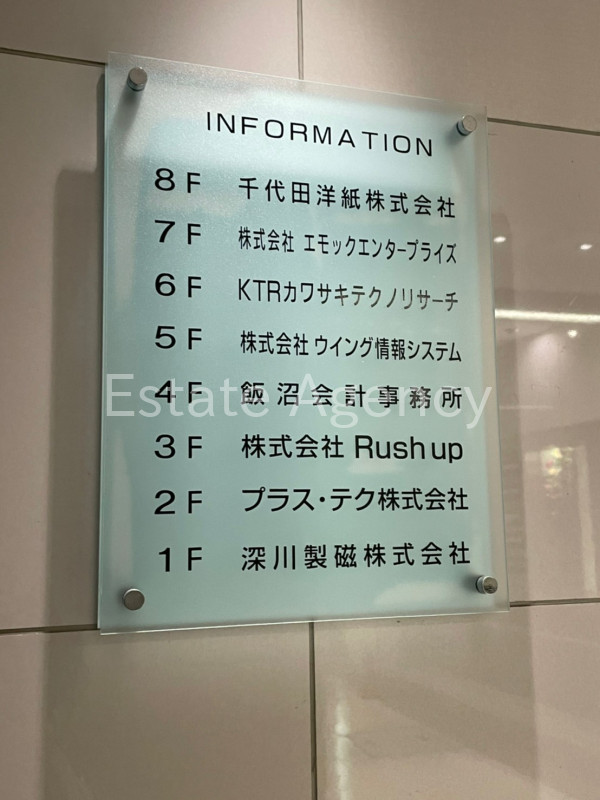 INFORMATION
8F 千代田洋紙株式会社
7F 株式会社 エモックエンタープライズ
6F KTRカワサキテクノリサーチ
5F 株式会社 ウイング情報システム
4F 飯沼会計事務所
Estate Agency
3F 株式会社 Rush up
2F プラス・テク株式会社
1F 深川製磁株式会社